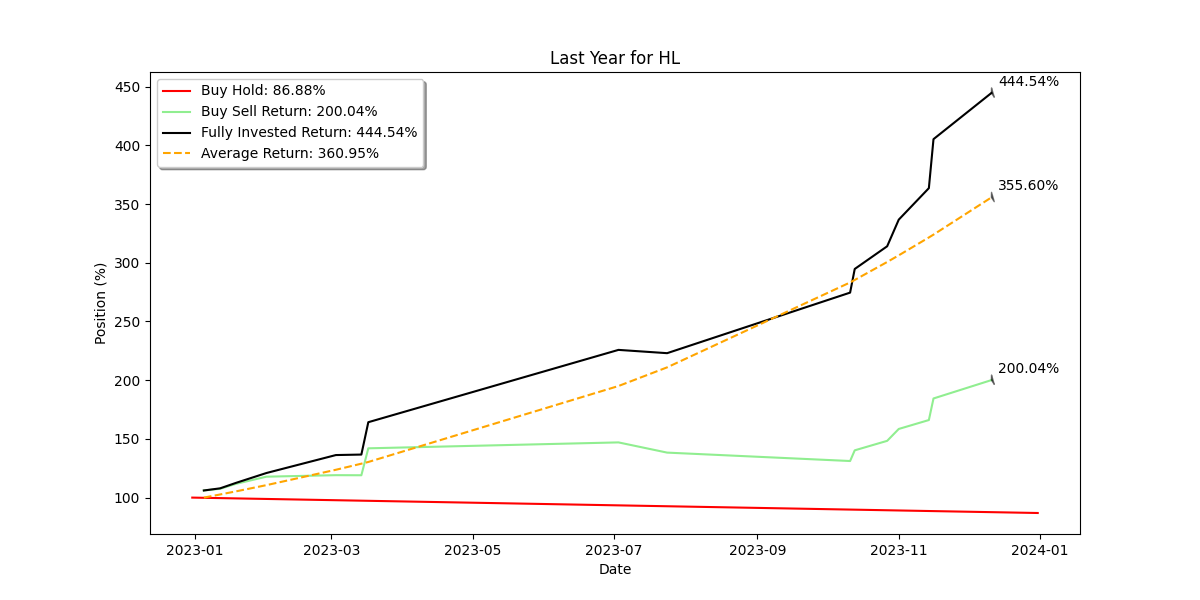 Last Year for HL
Buy Hold: 86.88%
Buy Sell Return: 200.04%
Fully Invested Return: 444.54%
Average Return: 360.95%
444.54%
355.60%
200.04%
Position (%)
450
400
350
300
250
200
150
100
2023-01
2023-03
2023-05
2023-07
2023-09
2023-11
2024-01
Date